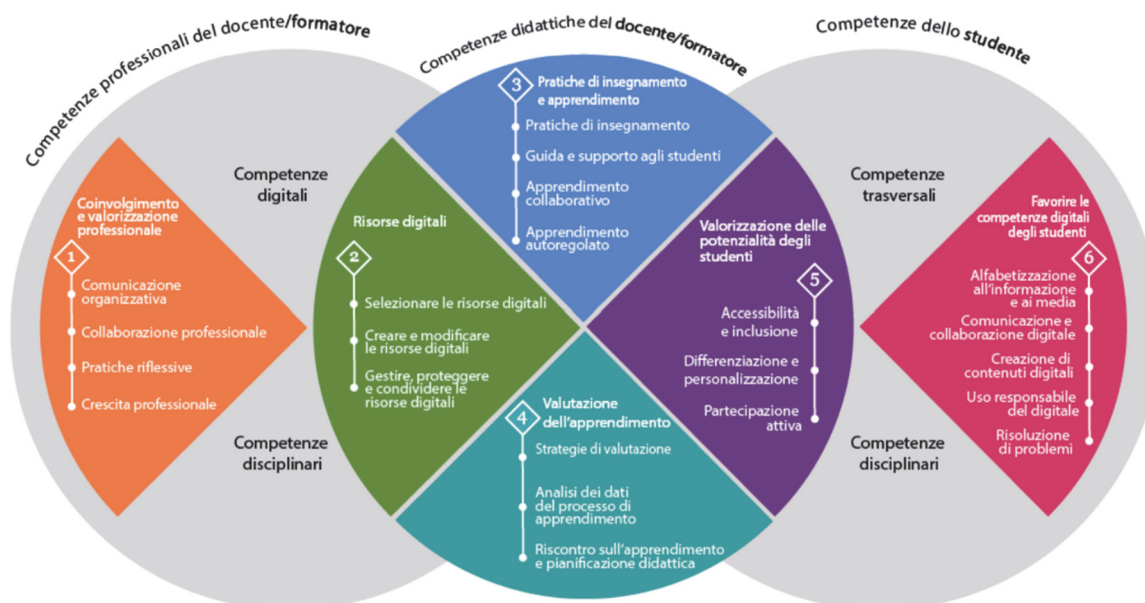 Competenze professionali del docente/formatore
Competenze didattiche del docente/formatore
Competenze dello studente
Competenze
digitali
Competenze
disciplinari
Coinvolgimento
e valorizzazione
professionale
1
Comunicazione
organizzativa
Collaborazione professionale
Pratiche riflessive
Crescita professionale
Risorse digitali
2
Selezionare le risorse digitali
Creare e modificare
le risorse digitali
Gestire, proteggere
e condividere le
risorse digitali
3
Pratiche di insegnamento
e apprendimento
Pratiche di insegnamento
Guida e supporto agli studenti
Apprendimento
collaborativo
Apprendimento
autoregolato
4
Valutazione
dell'apprendimento
Strategie di valutazione
Analisi dei dati
del processo di
apprendimento
Riscontro sull'apprendimento
e pianificazione didattica
Valorizzazione delle
potenzialità degli
studenti
5
Accessibilità
e inclusione
Differenziazione e
personalizzazione
Partecipazione
attiva
Competenze
trasversali
Competenze
disciplinari
Favorire le
competenze digitali
degli studenti
6
Alfabetizzazione
all'informazione
e ai media
Comunicazione e
collaborazione digitale
Creazione di
contenuti digitali
Uso responsabile
del digitale
Risoluzione
di problemi